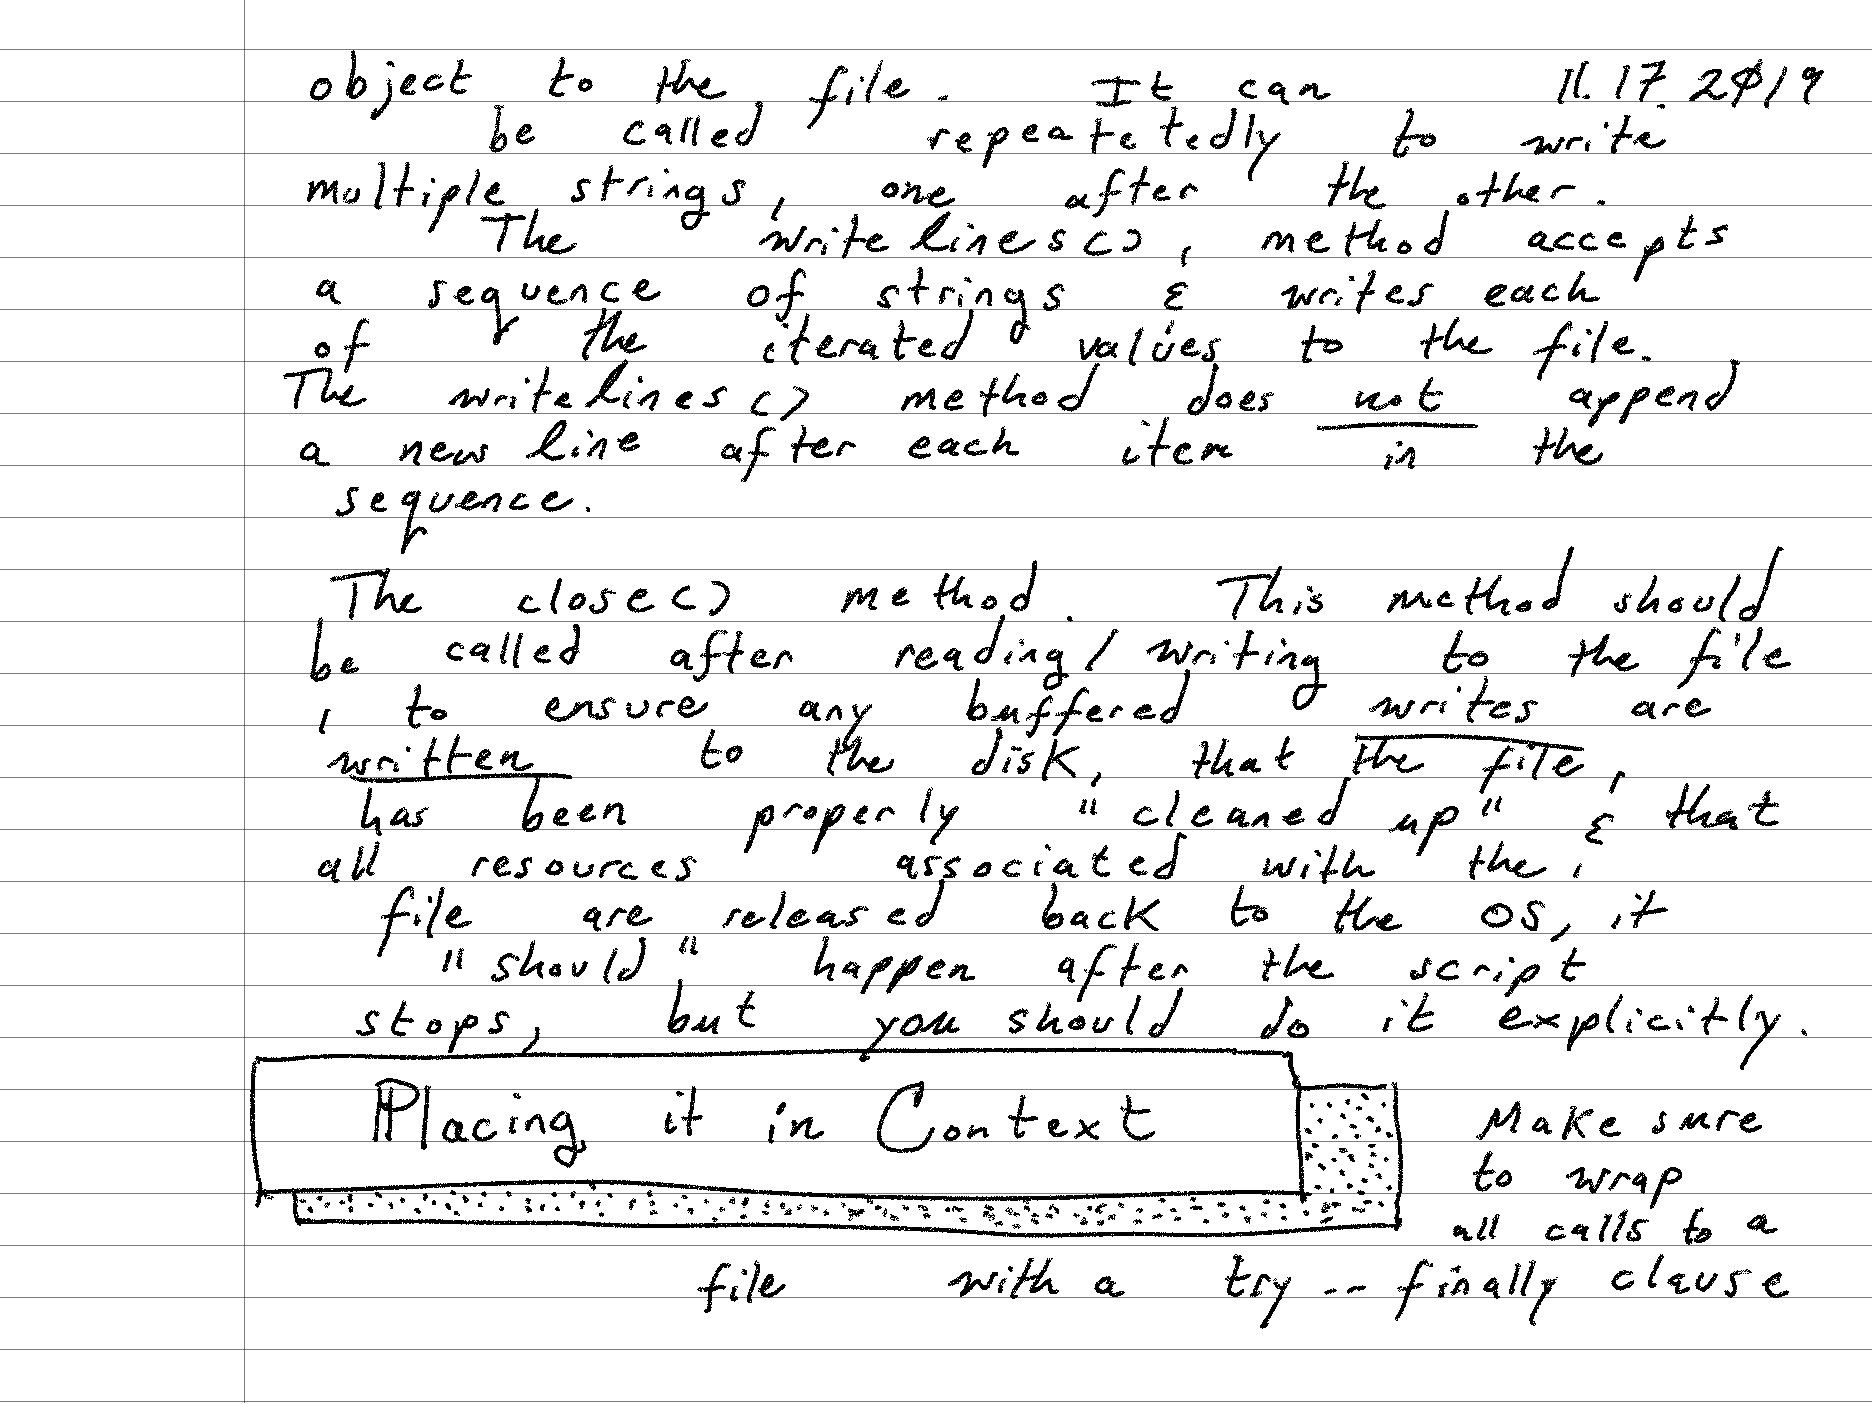 object to the file. It can 11.17.2019
be called repeatetedly to write
multiple strings, one after the other.
The writelines(), method accepts
a sequence of strings & writes each
of the iterated values to the file.
The writelines() method does not append
a new line after each item in the
sequence.
The close() method. This method should
be called after reading/writing to the file
, to ensure any buffered writes are
written to the disk, that the file,
has been properly "cleaned up" & that
all resources associated with the,
file are released back to the OS, it
"should" happen after the script
stops, but you should do it explicitly.
Placing it in Context
Make sure
to wrap
all calls to a
file with a try -- finally clause